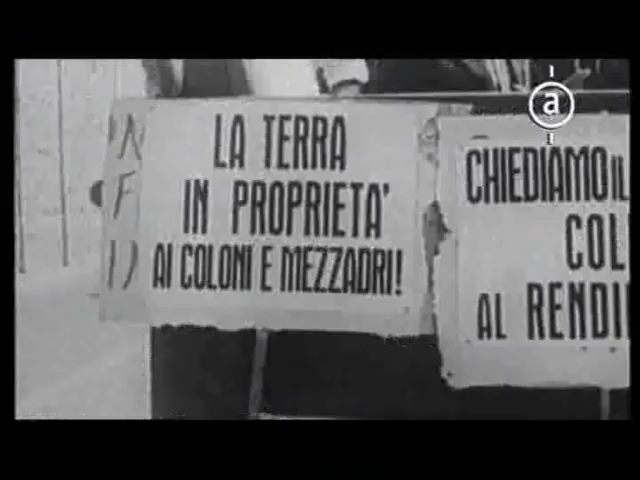 LA TERRA
IN PROPRIETA'
AI COLONI E MEZZADRI!
CHIEDIAMO IL
COL
AL RENDI
a